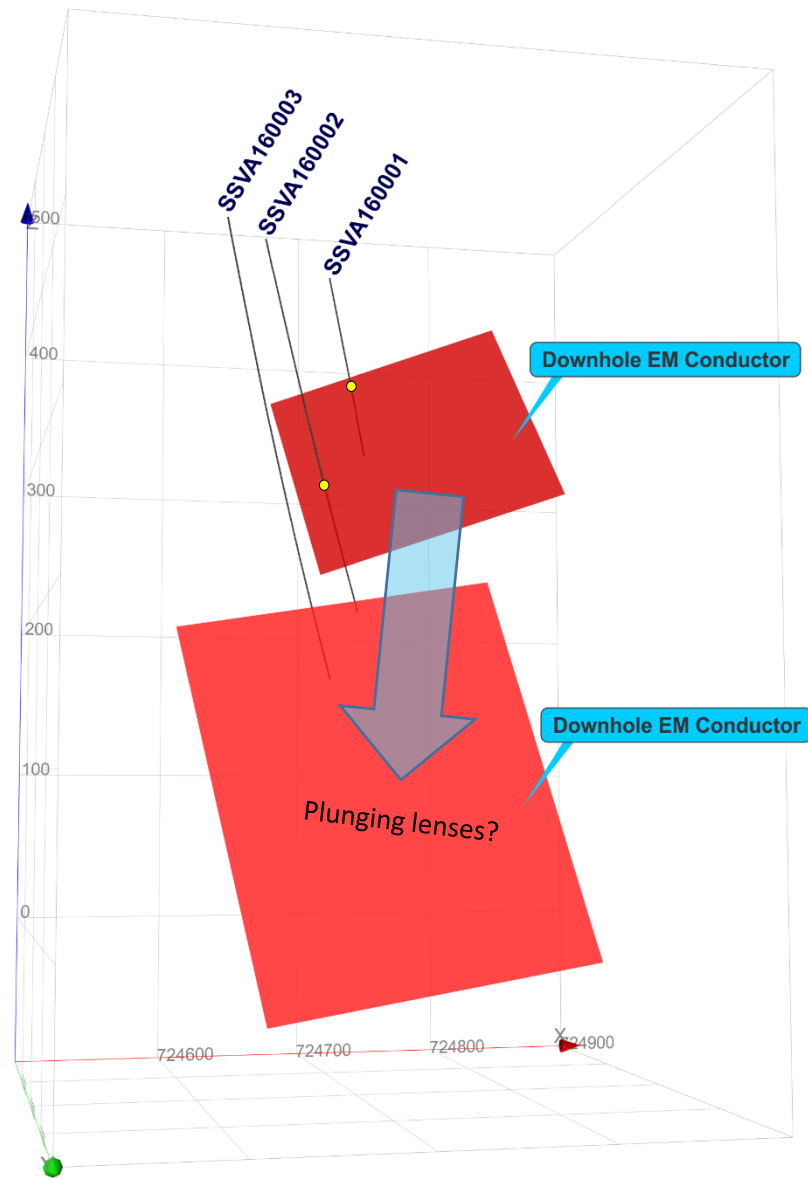 SSVA160003
SSVA160002
SSVA160001
Z
500
Downhole EM Conductor
400
300
200
Downhole EM Conductor
100
Plunging lenses?
0
724600
724700
724800
X
724900
Y